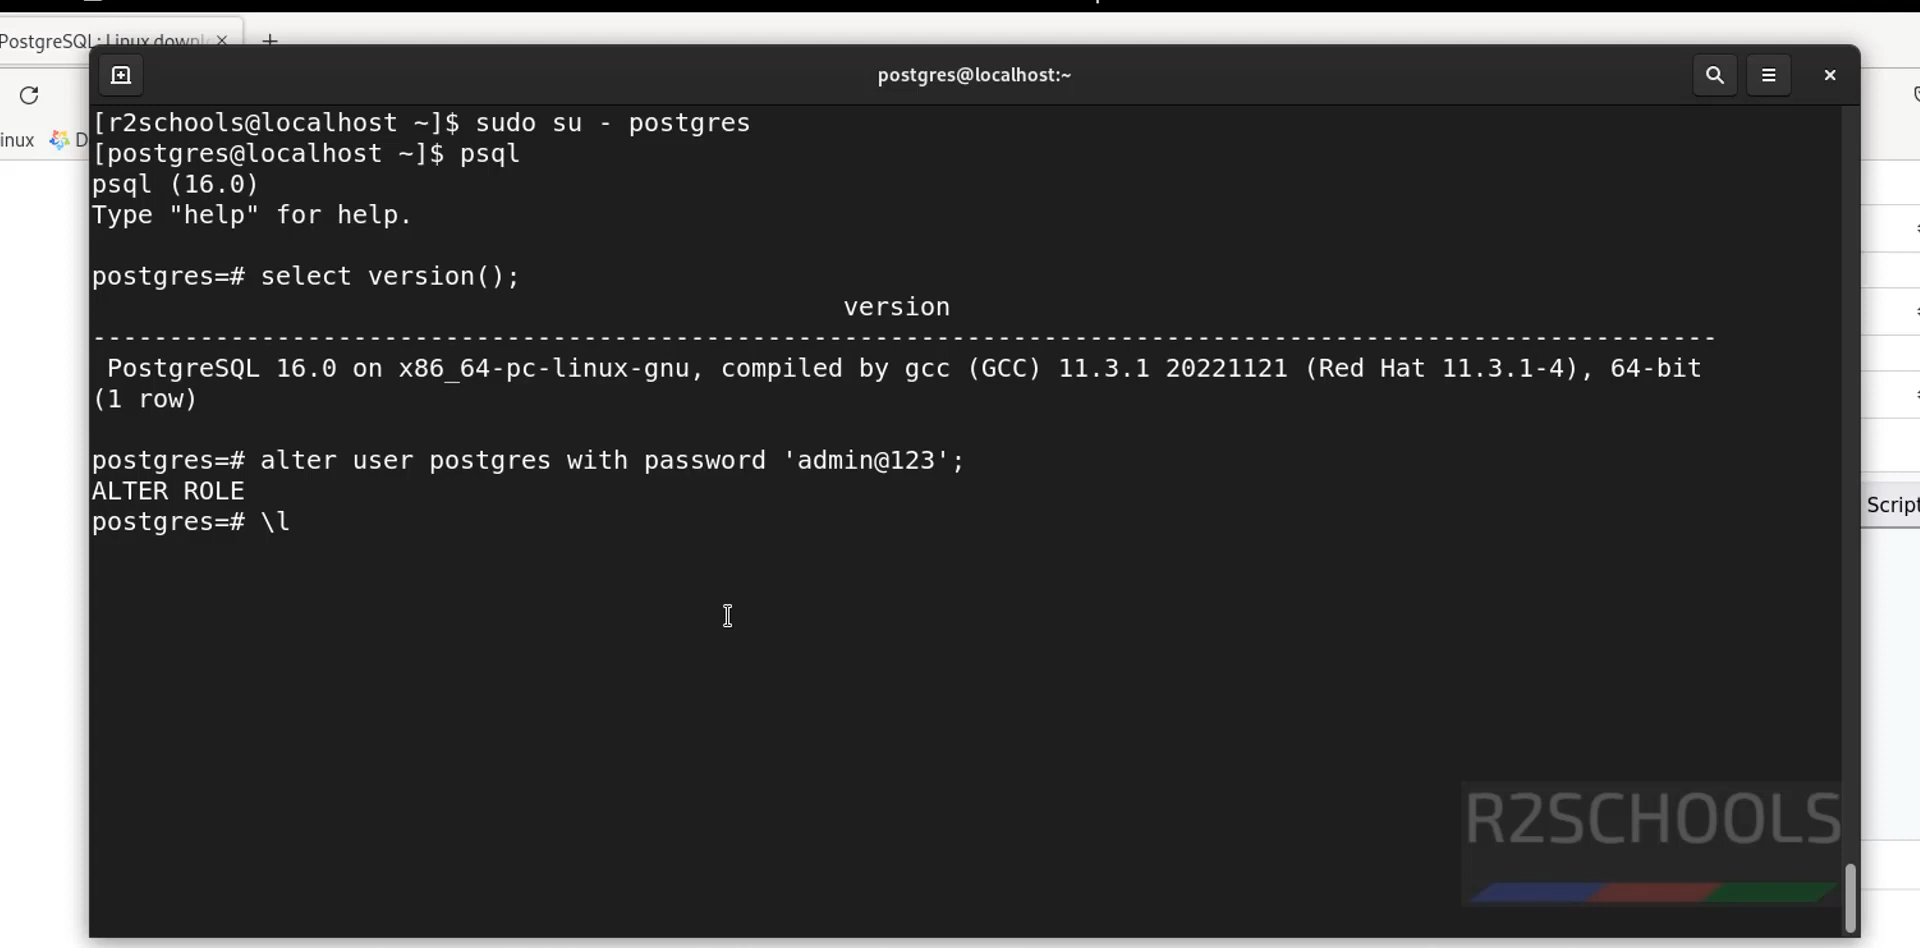 PostgreSQL: Linux downl
postgres@localhost:~
inux D
[r2schools@localhost ~]$ sudo su - postgres
[postgres@localhost ~]$ psql
psql (16.0)
Type "help" for help.
postgres=# select version();
version
---------------------------------------------------------------------------------------------------------
PostgreSQL 16.0 on x86_64-pc-linux-gnu, compiled by gcc (GCC) 11.3.1 20221121 (Red Hat 11.3.1-4), 64-bit
(1 row)
postgres=# alter user postgres with password 'admin@123';
ALTER ROLE
postgres=# \l
Script
R2SCHOOLS